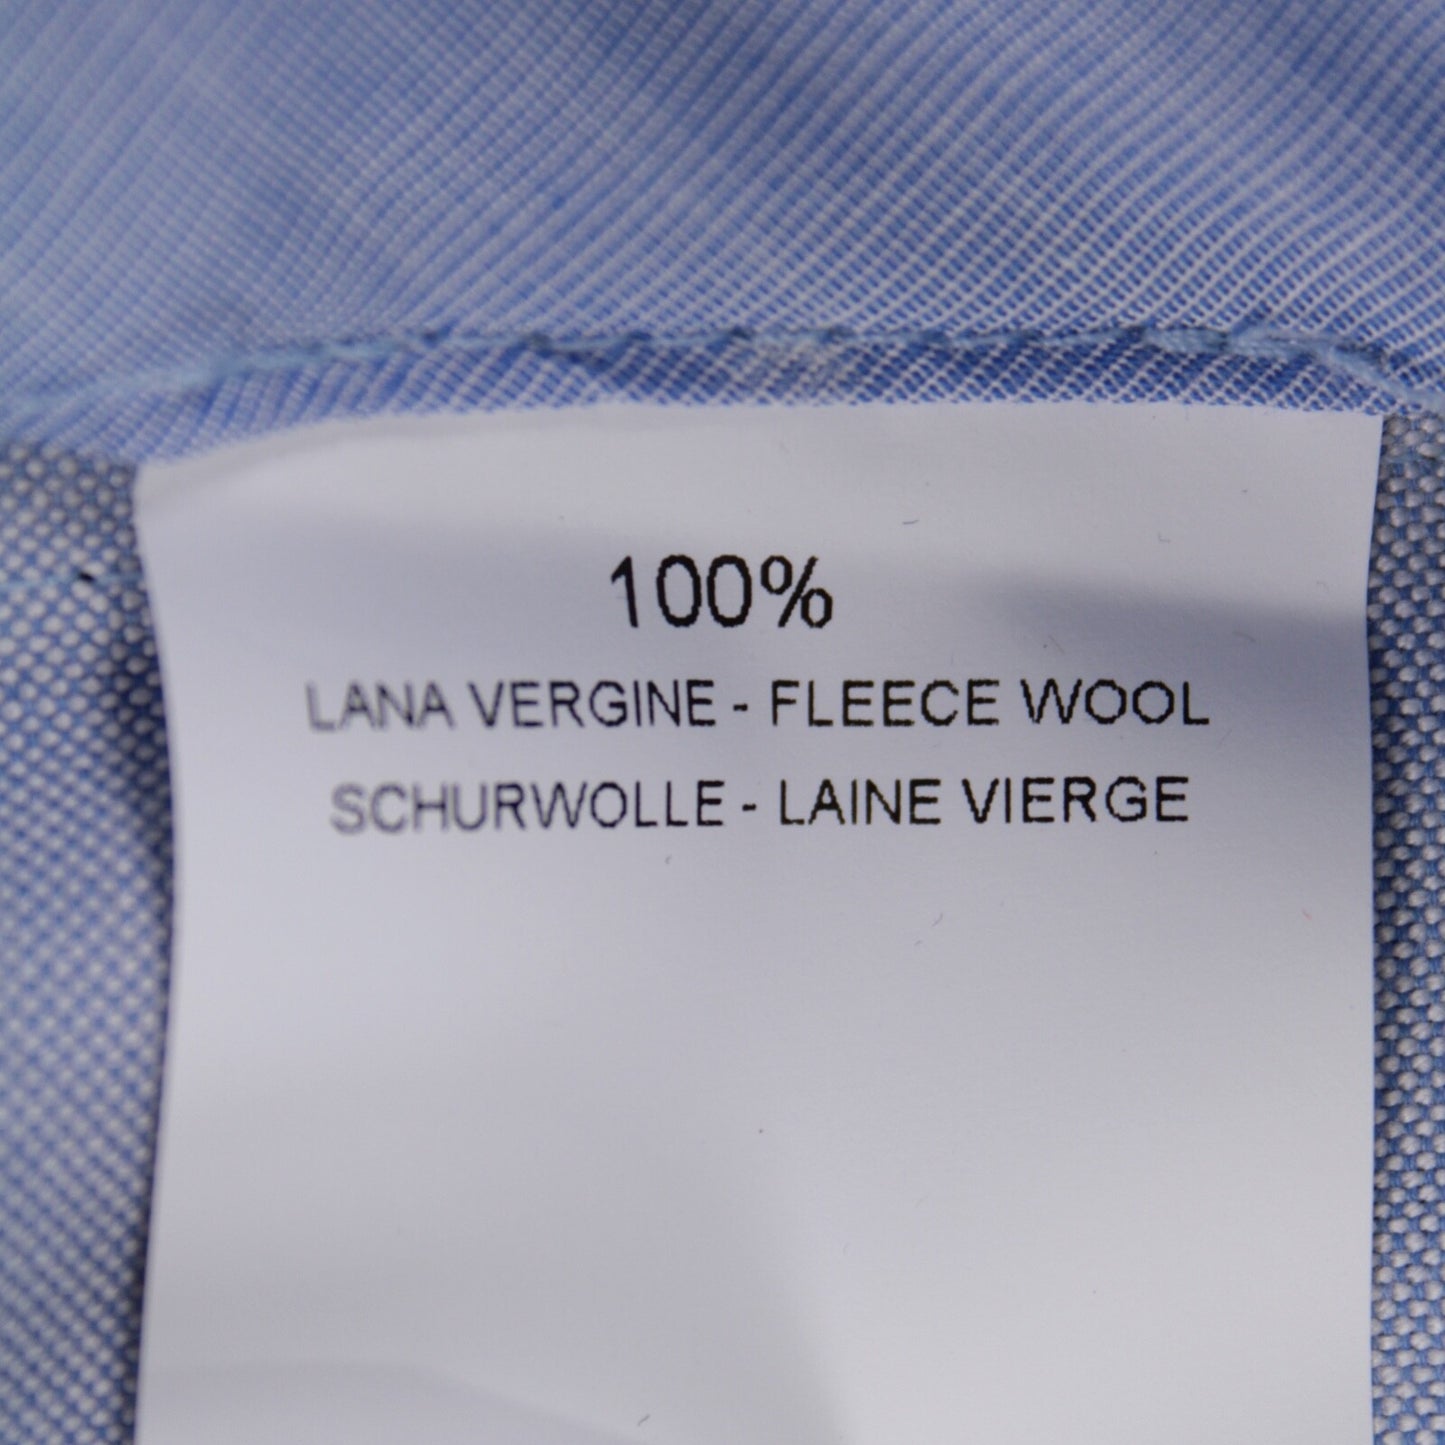 100%
LANA VERGINE - FLEECE WOOL
SCHURWOLLE - LAINE VIERGE